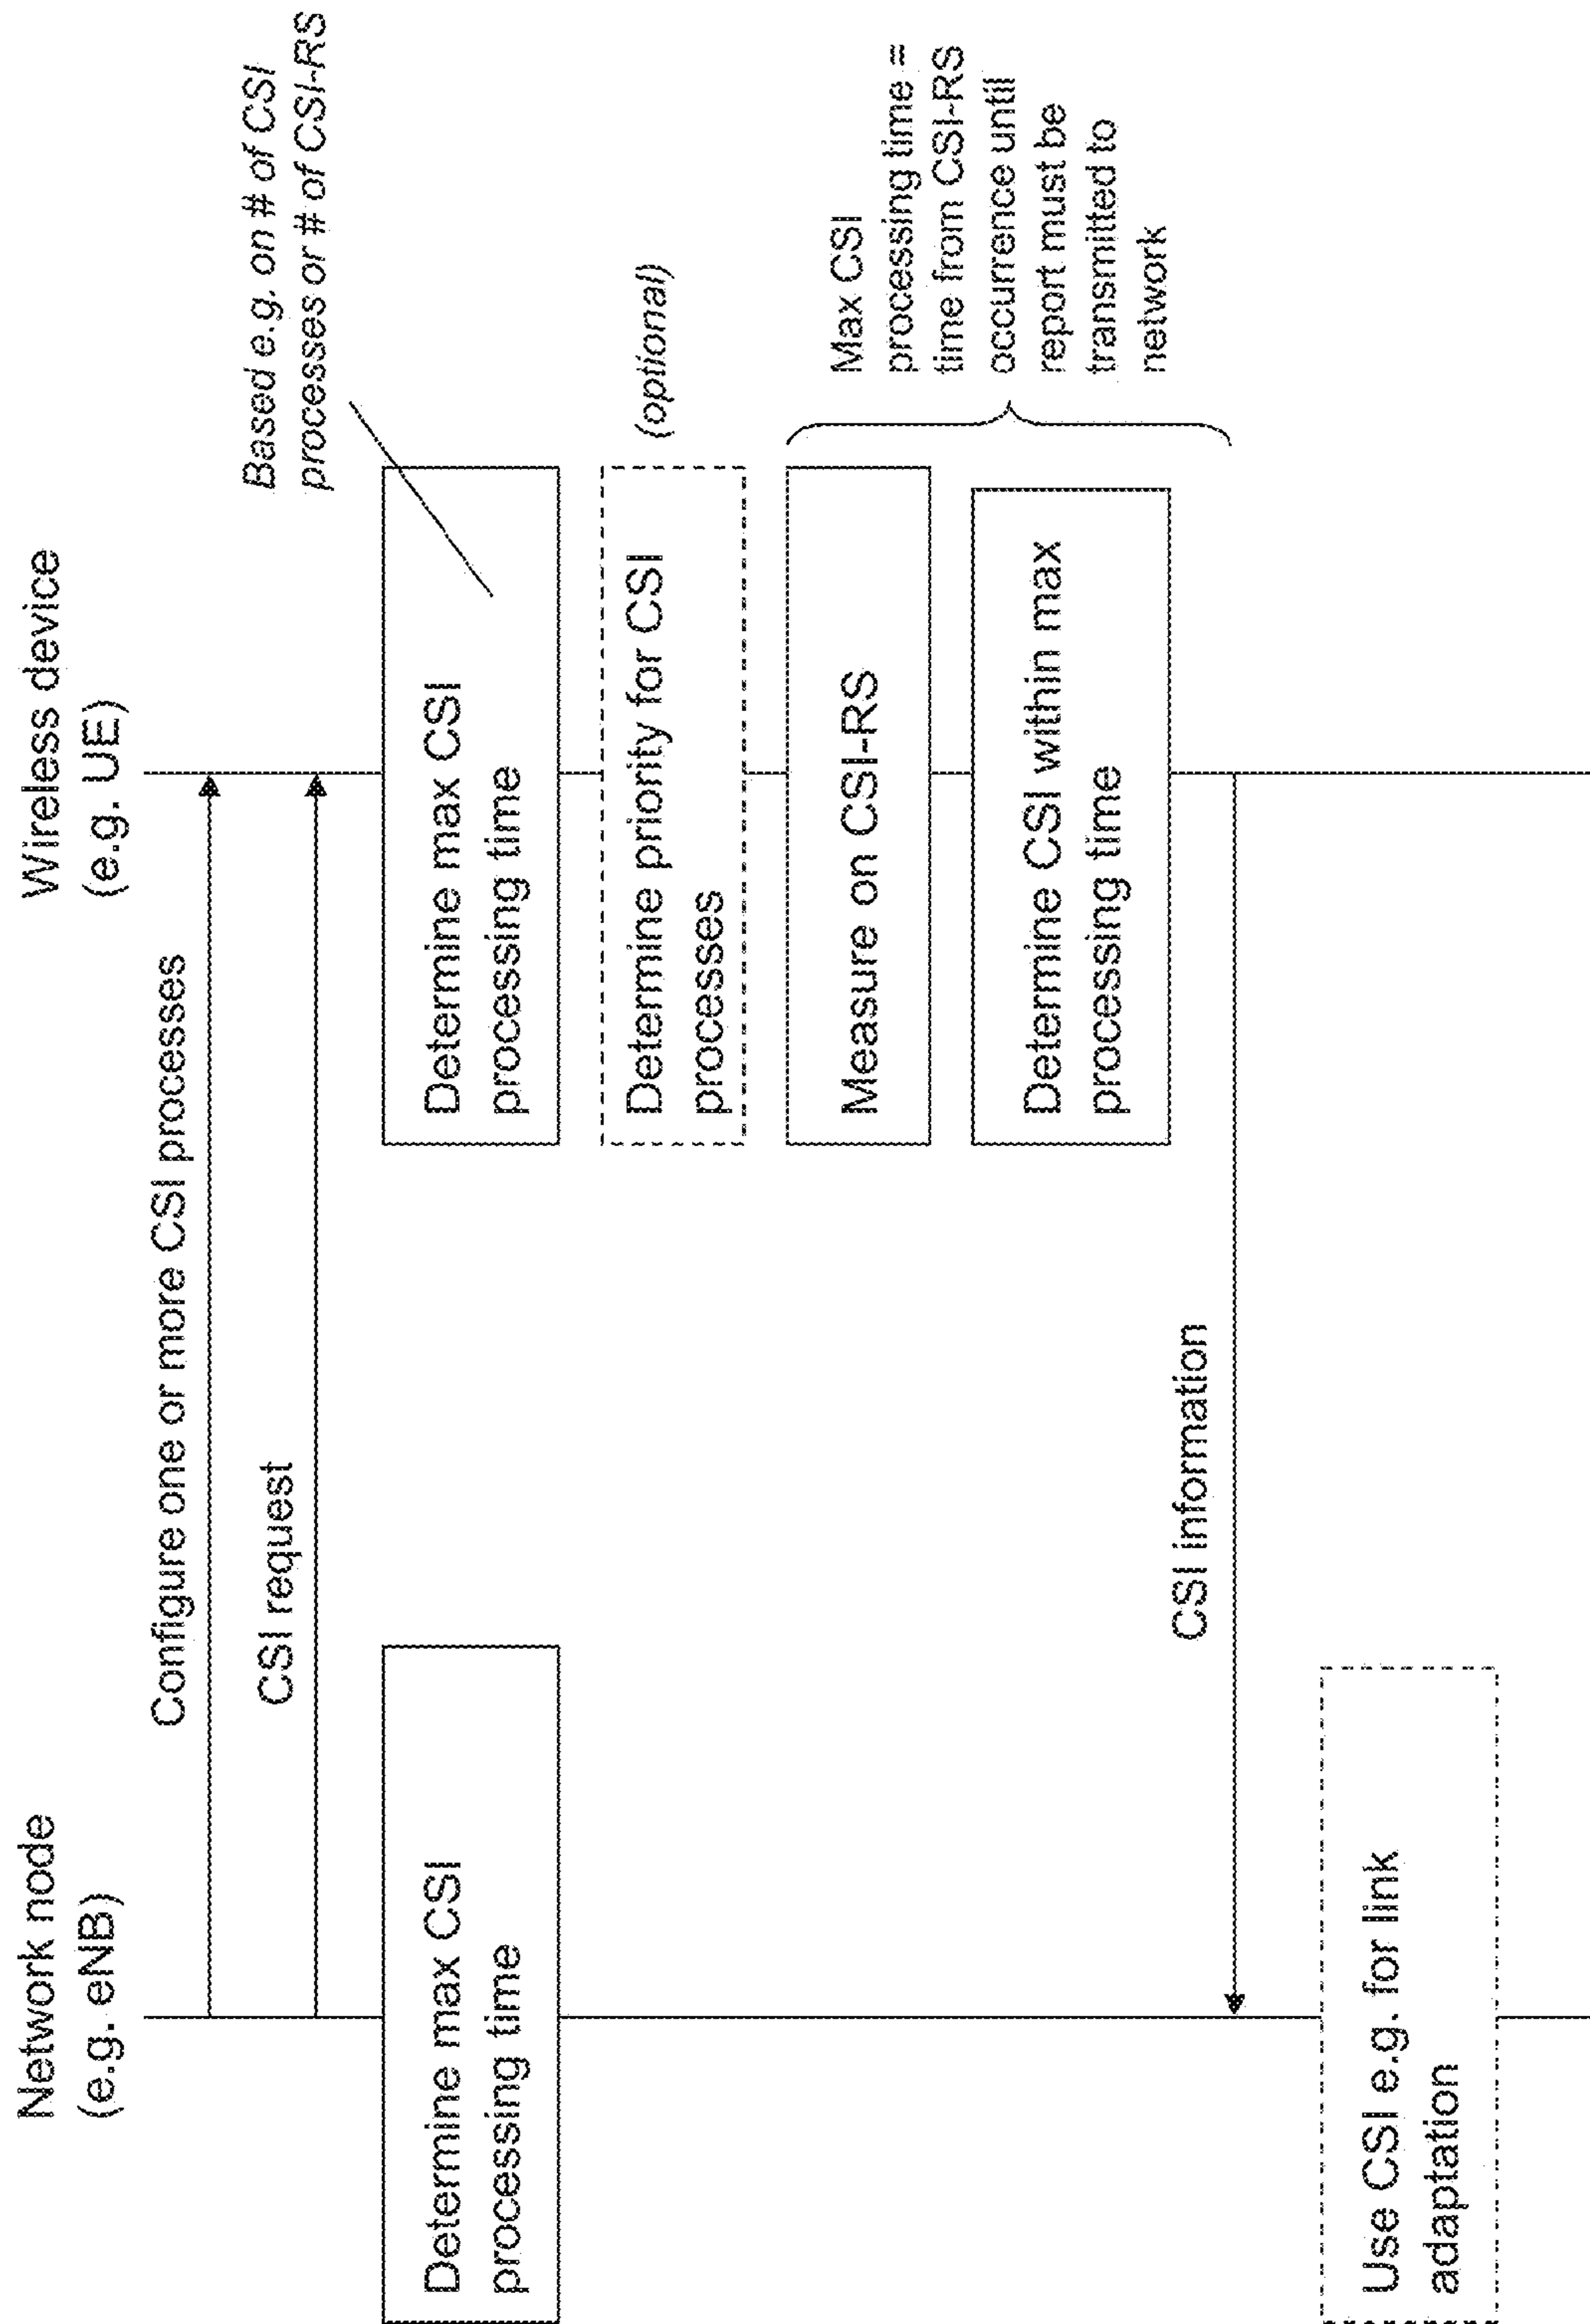 Network node
(e.g. eNB)
Wireless device
(e.g. UE)
Configure one or more CSI processes
CSI request
Based e.g. on # of CSI
processes or # of CSI-RS
Determine max CSI
processing time
Determine max CSI
processing time
Determine priority for CSI
processes
(optional)
Measure on CSI-RS
Determine CSI within max
processing time
Max CSI
processing time =
time from CSI-RS
occurrence until
report must be
transmitted to
network
CSI information
Use CSI e.g. for link
adaptation